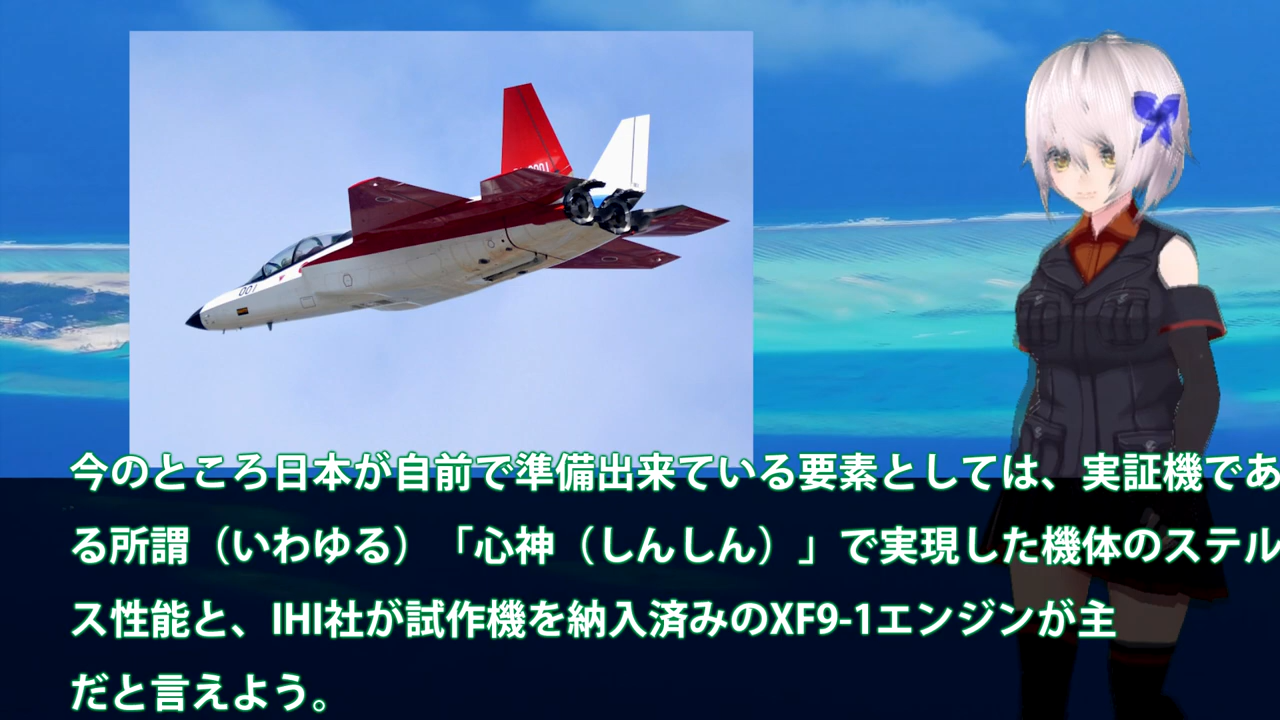 001
今のところ日本が自前で準備出来ている要素としては、実証機であ
る所謂（いわゆる）「心神（しんしん）」で実現した機体のステル
ス性能と、IHI社が試作機を納入済みのXF9-1エンジンが主
だと言えよう。